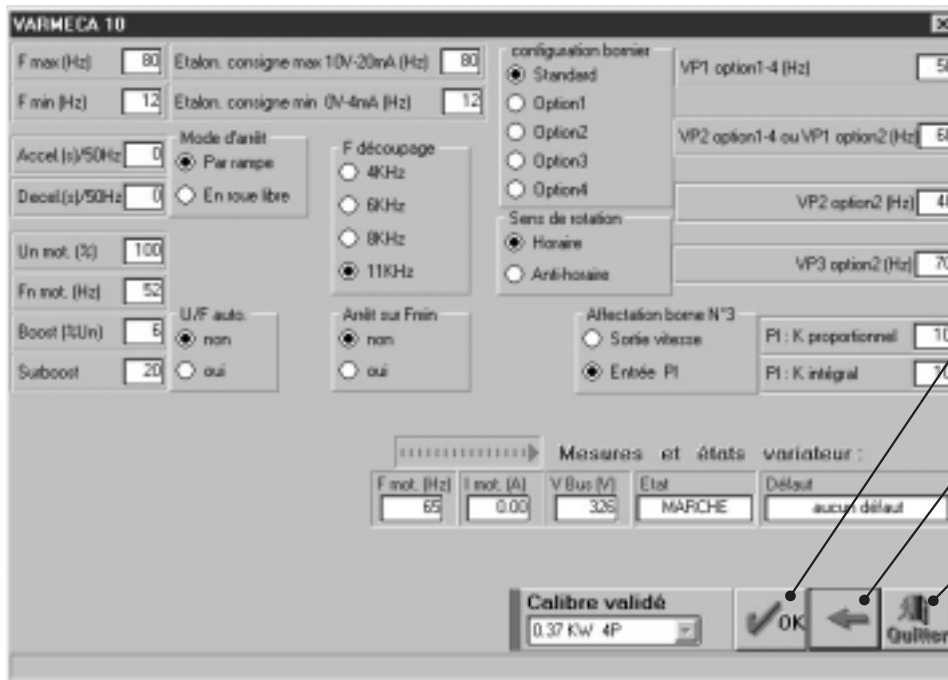 VARMECA 10
F max (Hz) 80 Etalon. consigne max 10V-20mA (Hz) 80
F min (Hz) 12 Etalon. consigne min 0V-4mA (Hz) 12
configuration bornier
Standard
Option1
Option2
Option3
Option4
VP1 option1-4 (Hz)
VP2 option1-4 ou VP1 option2 (Hz)
VP2 option2 (Hz)
VP3 option2 (Hz)
Accel.(s)/50Hz 0
Decel.(s)/50Hz 0
Mode d'arrêt
Par rampe
En roue libre
F découpage
4KHz
6KHz
8KHz
11KHz
Sens de rotation
Horaire
Anti-horaire
Un mot. (%) 100
Fn mot. (Hz) 52
Boost (%Un) 6
Surboost 20
U/F auto.
non
oui
Arrêt sur Fmin
non
oui
Affectation borne N°3
Sortie vitesse
Entrée PI
PI : K proportionnel 10
PI : K intégral 10
Mesures et états variateur :
F mot. (Hz) I mot. (A) V Bus (V) Etat Défaut
65 0.00 326 MARCHE aucun défaut
Calibre validé
0.37 KW 4P
OK
Quitter